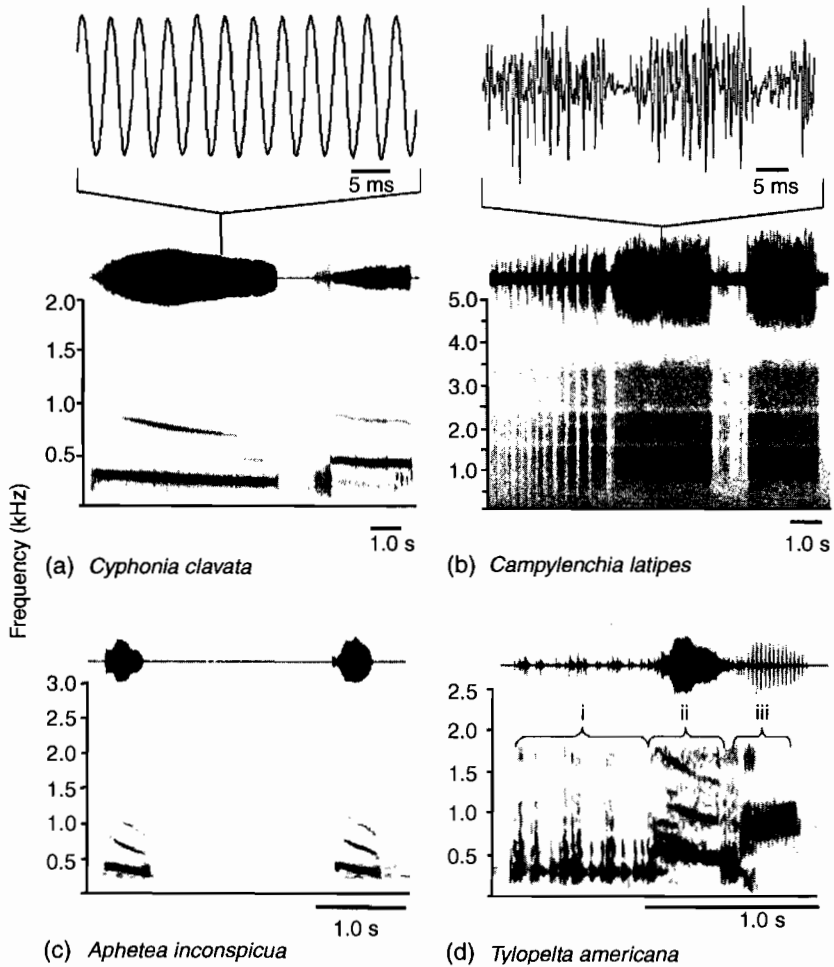 5 ms
5 ms
2.0
1.5
1.0
0.5
1.0 s
(a) Cyphonia clavata
5.0
4.0
3.0
2.0
1.0
1.0 s
(b) Campylenchia latipes
Frequency (kHz)
3.0
2.0
1.5
1.0
0.5
1.0 s
(c) Aphetea inconspicua
2.5
2.0
1.5
1.0
0.5
i
ii
iii
1.0 s
(d) Tylopelta americana